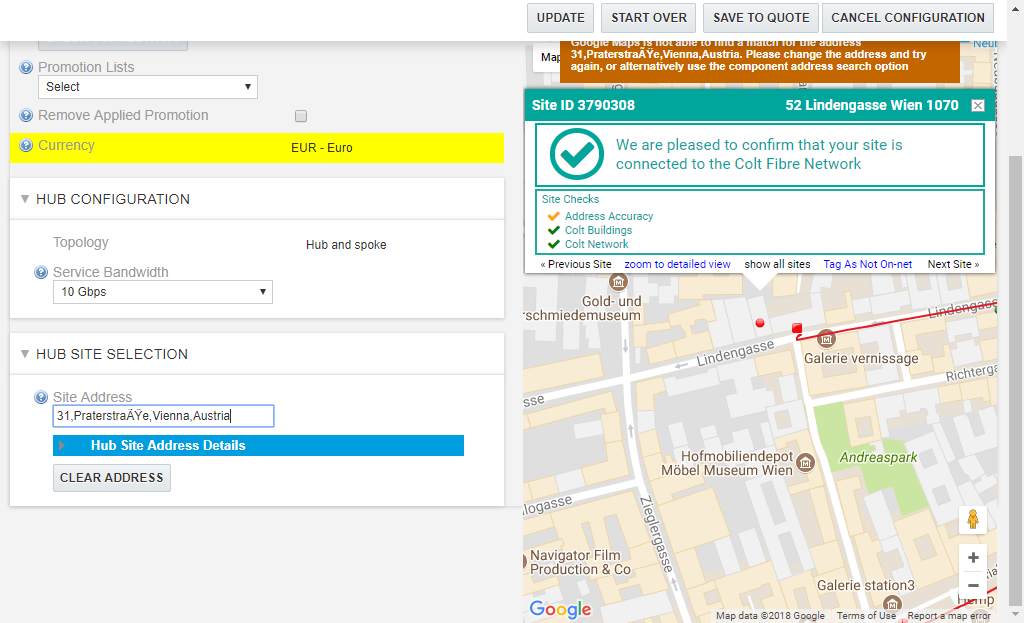 UPDATE
START OVER
SAVE TO QUOTE
CANCEL CONFIGURATION
Promotion Lists
Select
Remove Applied Promotion
Currency
EUR - Euro
HUB CONFIGURATION
Topology
Hub and spoke
Service Bandwidth
10 Gbps
HUB SITE SELECTION
Site Address
31,PraterstraÃŸe,Vienna,Austria
Hub Site Address Details
CLEAR ADDRESS
Map
Google Maps is not able to find a match for the address
31,PraterstraÃŸe,Vienna,Austria. Please change the address and try
again, or alternatively use the component address search option
Site ID 3790308
52 Lindengasse Wien 1070
We are pleased to confirm that your site is
connected to the Colt Fibre Network
Site Checks
Address Accuracy
Colt Buildings
Colt Network
« Previous Site
zoom to detailed view
show all sites
Tag As Not On-net
Next Site »
Gold- und
rschmiedemuseum
Lindengass
Lindengasse
Galerie vernissage
Richterga
sse
Hofmobiliendepot
Möbel Museum Wien
Andreaspark
logasse
Zieglergasse
Navigator Film
Production & Co
Galerie station3
Google
Map data ©2018 Google
Terms of Use
Report a map error